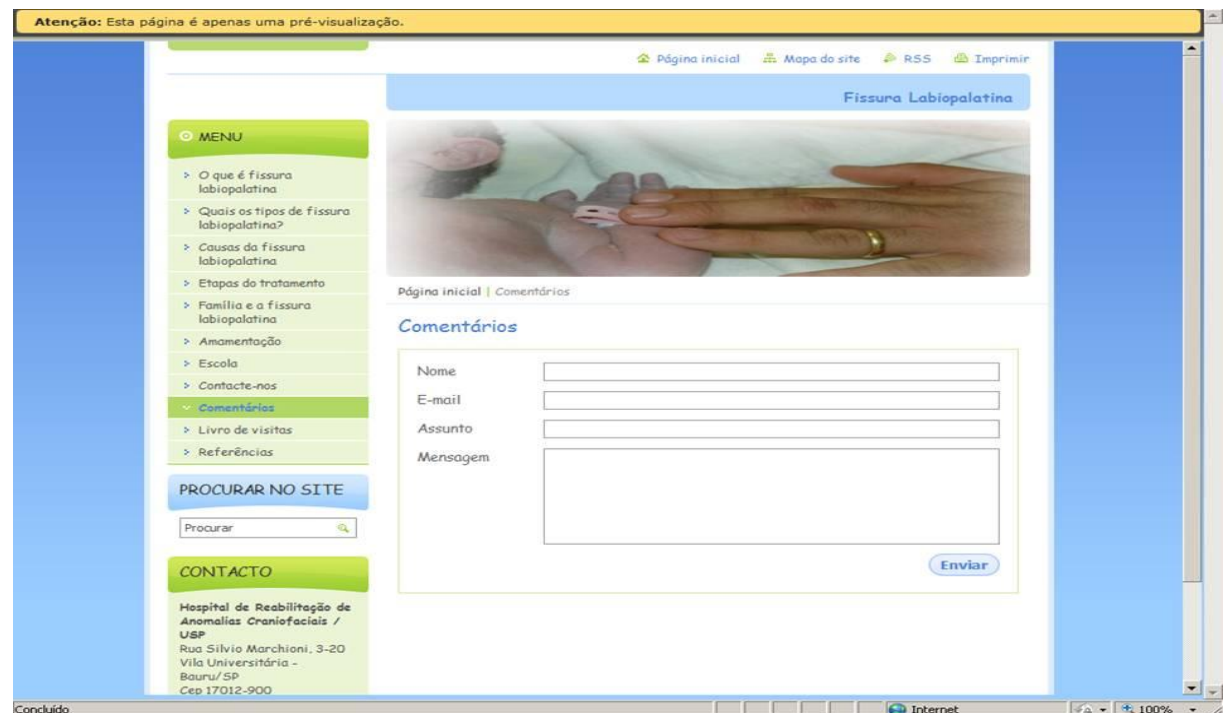 Atenção: Esta página é apenas uma pré-visualização.
Página inicial
Mapa do site
RSS
Imprimir
Fissura Labiopalatina
MENU
O que é fissura
labiopalatina
Quais os tipos de fissura
labiopalatina?
Causas da fissura
labiopalatina
Etapas do tratamento
Família e a fissura
labiopalatina
Amamentação
Escola
Contacte-nos
Comentários
Livro de visitas
Referências
PROCURAR NO SITE
Procurar
CONTACTO
Hospital de Reabilitação de
Anomalias Craniofaciais /
USP
Rua Silvio Marchioni, 3-20
Vila Universitária -
Bauru/SP
Cep 17012-900
Página inicial | Comentários
Comentários
Nome
E-mail
Assunto
Mensagem
Enviar
Concluído
Internet
100%